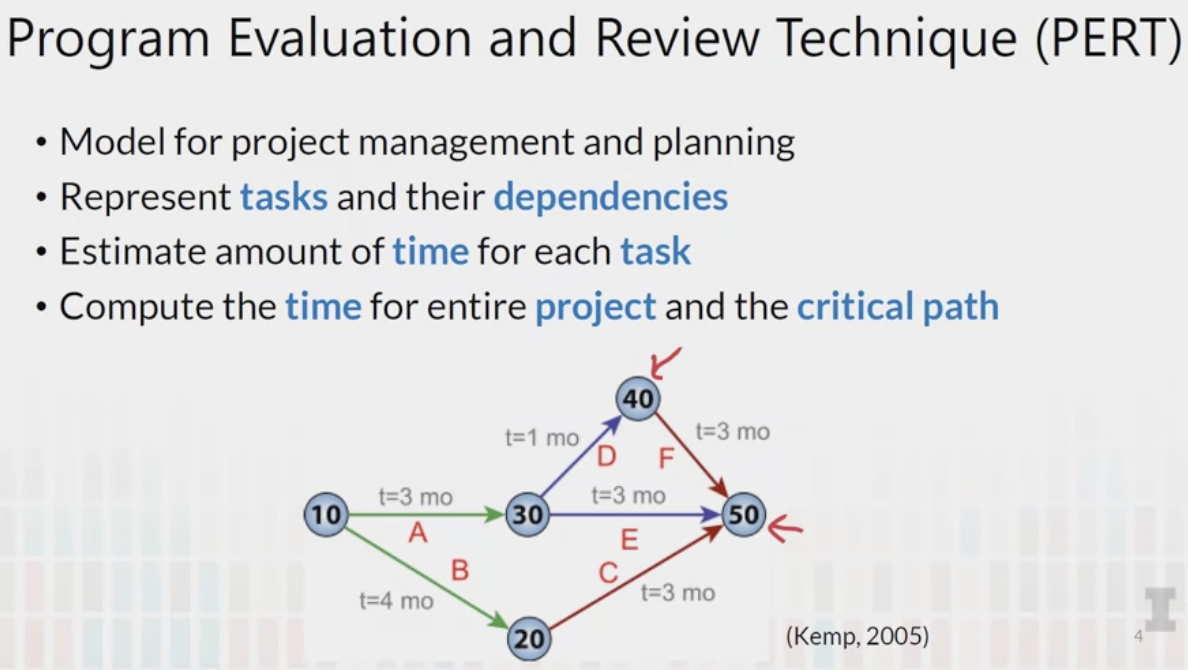 Program Evaluation and Review Technique (PERT)
• Model for project management and planning
• Represent tasks and their dependencies
• Estimate amount of time for each task
• Compute the time for entire project and the critical path
40
t=1 mo
t=3 mo
D
F
t=3 mo
t=3 mo
10
30
50
A
E
B
C
t=4 mo
t=3 mo
20
(Kemp, 2005)
4
I